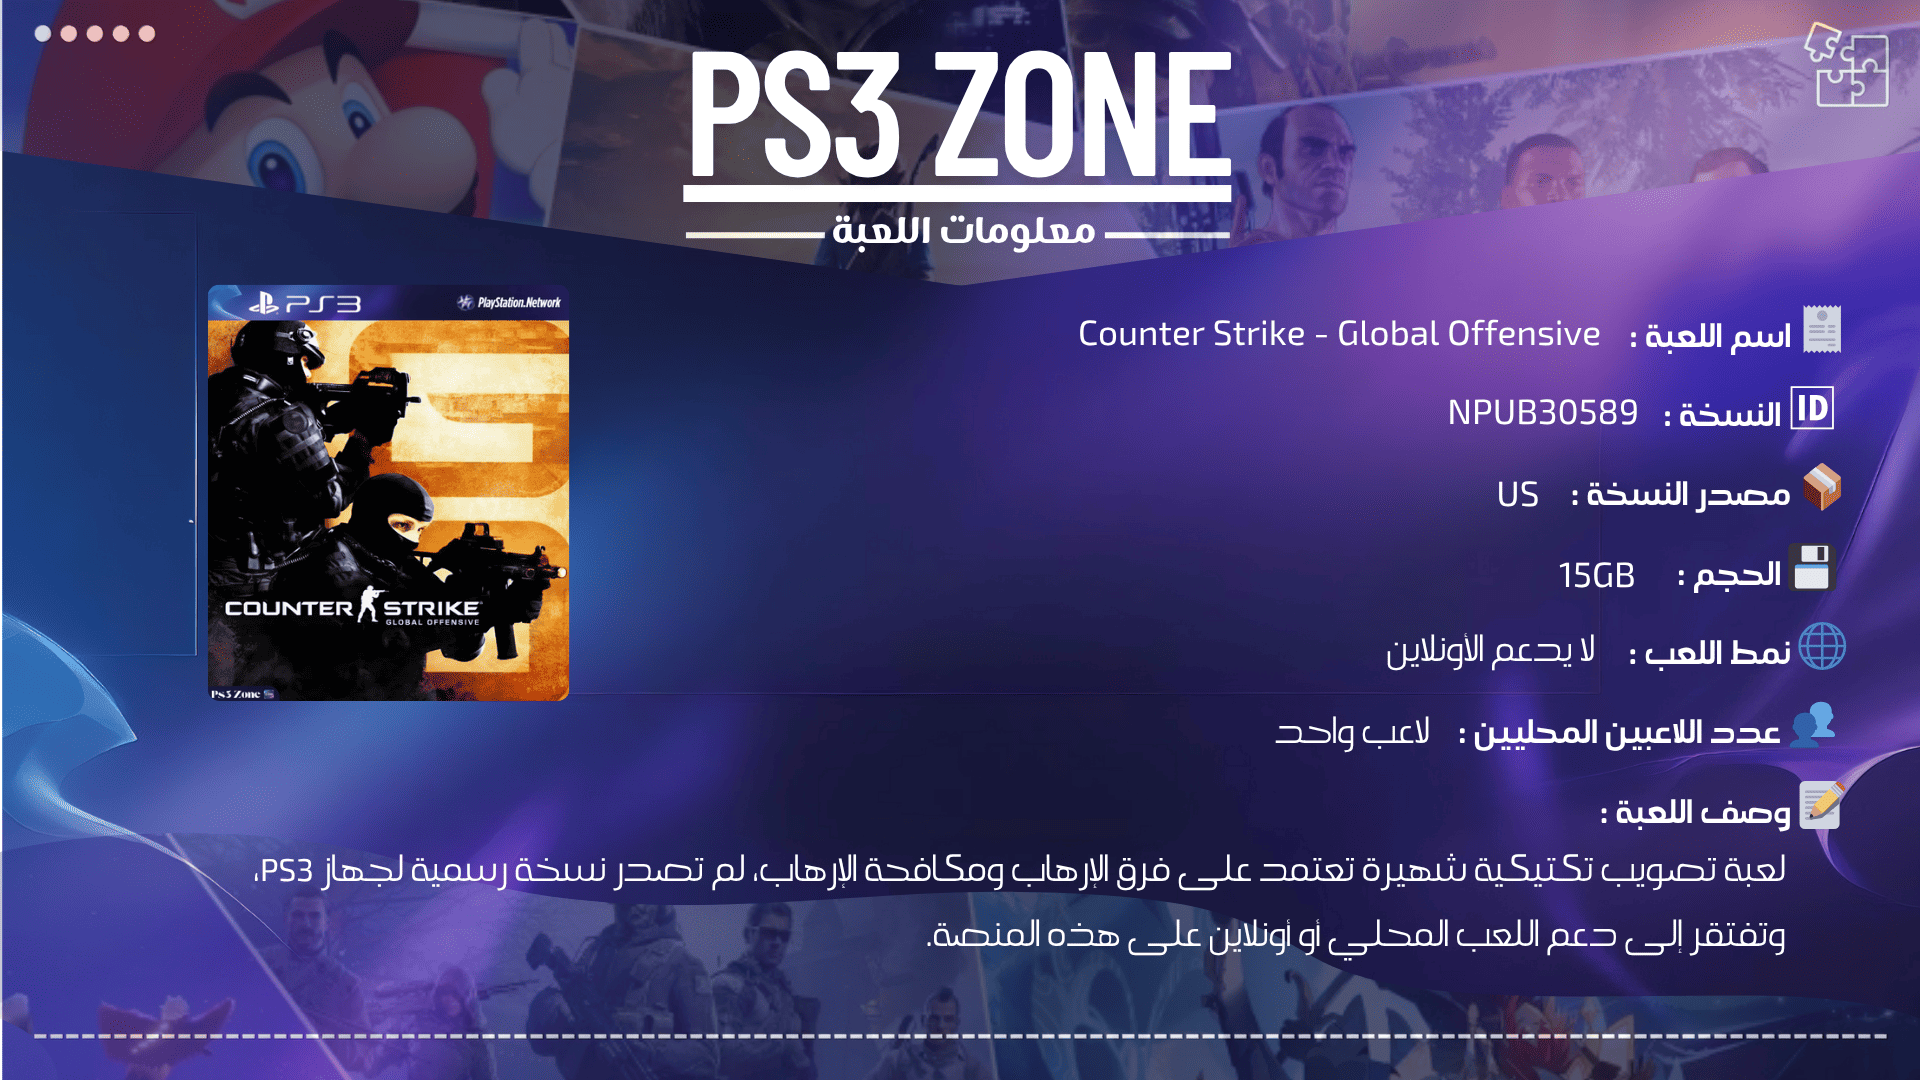 PS3 ZONE
معلومات اللعبة
PS3 PlayStation.Network
COUNTER STRIKE
GLOBAL OFFENSIVE
Ps3 Zone
اسم اللعبة : Counter Strike - Global Offensive
ID النسخة : NPUB30589
مصدر النسخة : US
الحجم : 15GB
نمط اللعب : لا يدعم الأونلاين
عدد اللاعبين المحليين : لاعب واحد
وصف اللعبة :
لعبة تصويب تكتيكية شهيرة تعتمد على فرق الإرهاب ومكافحة الإرهاب، لم تصدر نسخة رسمية لجهاز PS3،
وتفتقر إلى دعم اللعب المحلي أو أونلاين على هذه المنصة.